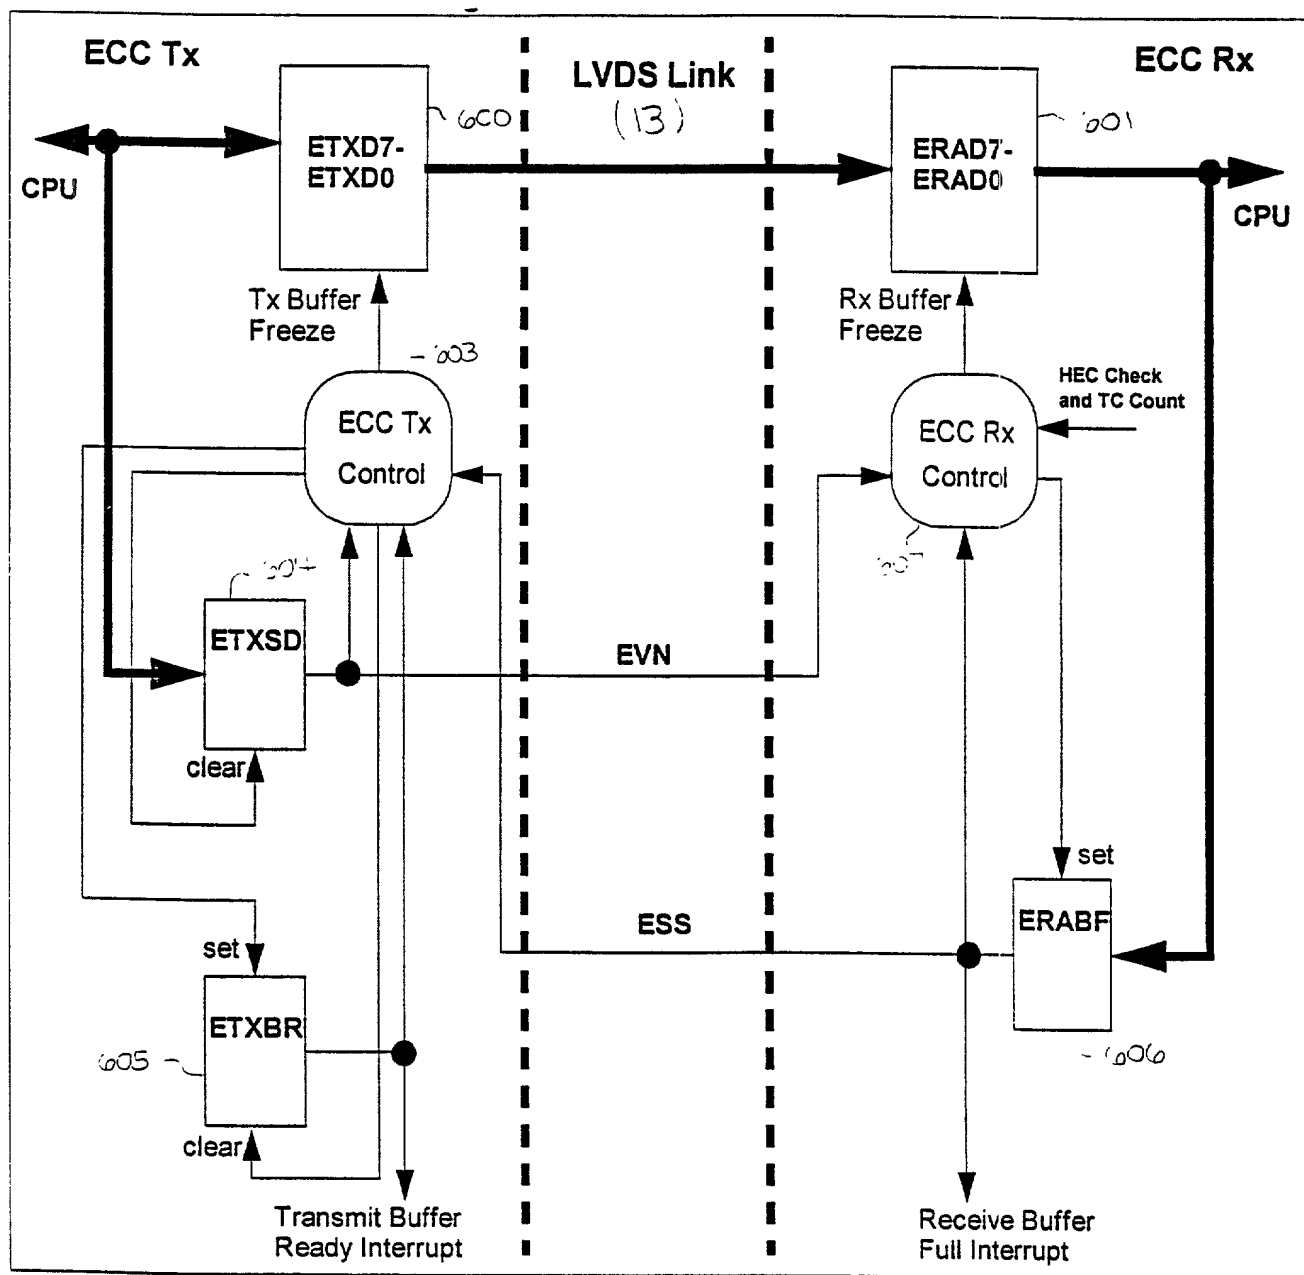 ECC Tx
LVDS Link
(13)
ECC Rx
600
601
ETXD7-
ETXD0
ERAD7-
ERAD0
CPU
CPU
Tx Buffer
Freeze
Rx Buffer
Freeze
603
HEC Check
and TC Count
ECC Tx
Control
ECC Rx
Control
604
607
ETXSD
EVN
clear
set
ERABF
ESS
set
ETXBR
605
606
clear
Transmit Buffer
Ready Interrupt
Receive Buffer
Full Interrupt